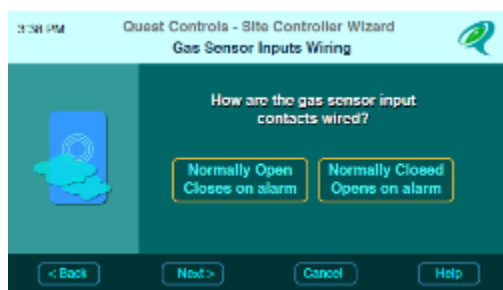 3:38 PM
Quest Controls - Site Controller Wizard
Gas Sensor Inputs Wiring
How are the gas sensor input
contacts wired?
Normally Open
Closes on alarm
Normally Closed
Opens on alarm
< Back
Next >
Cancel
Help